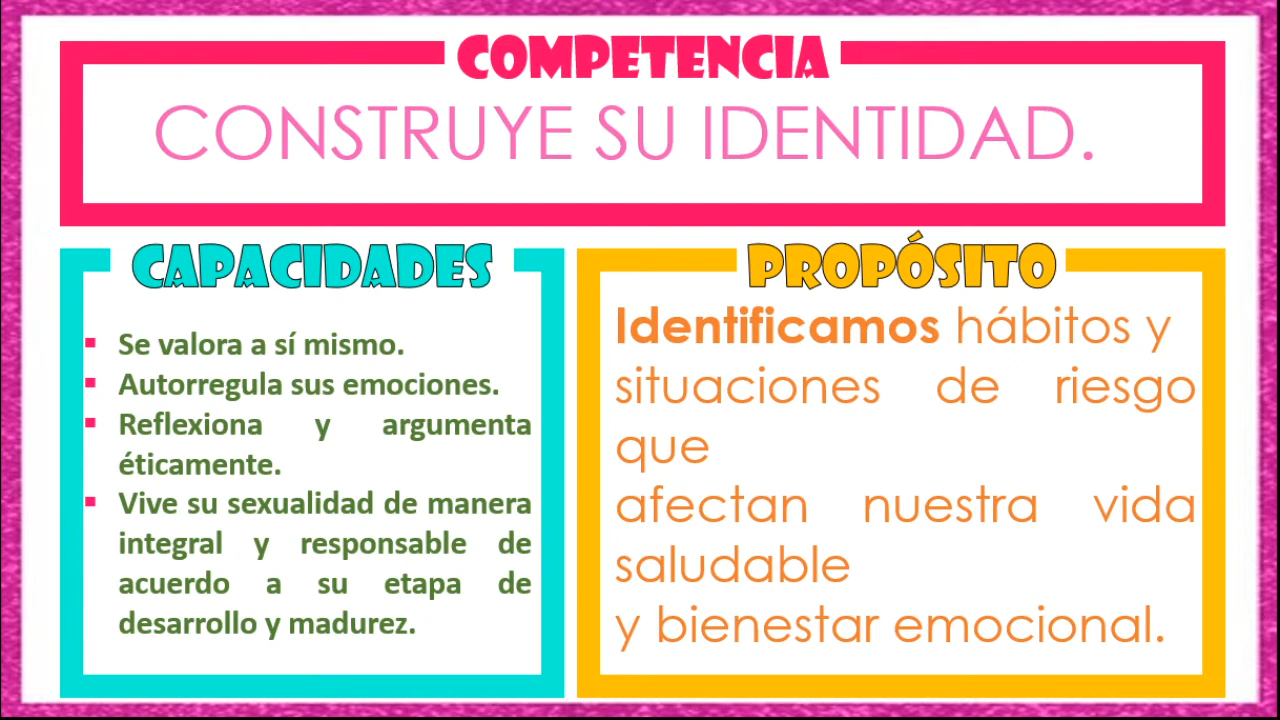 COMPETENCIA
CONSTRUYE SU IDENTIDAD.
CAPACIDADES
▪ Se valora a sí mismo.
▪ Autorregula sus emociones.
▪ Reflexiona y argumenta
éticamente.
▪ Vive su sexualidad de manera
integral y responsable de
acuerdo a su etapa de
desarrollo y madurez.
PROPÓSITO
Identificamos hábitos y
situaciones de riesgo
que
afectan nuestra vida
saludable
y bienestar emocional.